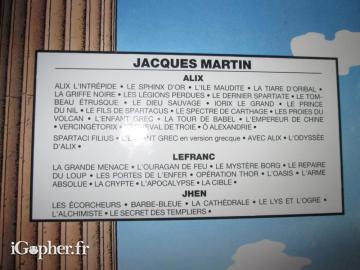 JACQUES MARTIN
ALIX
ALIX L'INTRÉPIDE • LE SPHINX D'OR • L'ILE MAUDITE • LA TIARE D'ORIBAL •
LA GRIFFE NOIRE • LES LÉGIONS PERDUES • LE DERNIER SPARTIATE • LE TOM-
BEAU ÉTRUSQUE • LE DIEU SAUVAGE • IORIX LE GRAND • LE PRINCE
DU NIL • LE FILS DE SPARTACUS • LE SPECTRE DE CARTHAGE • LES PROIES DU
VOLCAN • L'ENFANT GREC • LA TOUR DE BABEL • L'EMPEREUR DE CHINE
• VERCINGÉTORIX • LE CHEVAL DE TROIE • Ô ALEXANDRIE •
SPARTACI FILIUS • L'ENFANT GREC en version grecque • AVEC ALIX • L'ODYSSÉE
D'ALIX •
LEFRANC
LA GRANDE MENACE • L'OURAGAN DE FEU • LE MYSTÈRE BORG • LE REPAIRE
DU LOUP • LES PORTES DE L'ENFER • OPÉRATION THOR • L'OASIS • L'ARME
ABSOLUE • LA CRYPTE • L'APOCALYPSE • LA CIBLE •
JHEN
LES ÉCORCHEURS • BARBE-BLEUE • LA CATHÉDRALE • LE LYS ET L'OGRE •
L'ALCHIMISTE • LE SECRET DES TEMPLIERS •
iGopher.fr